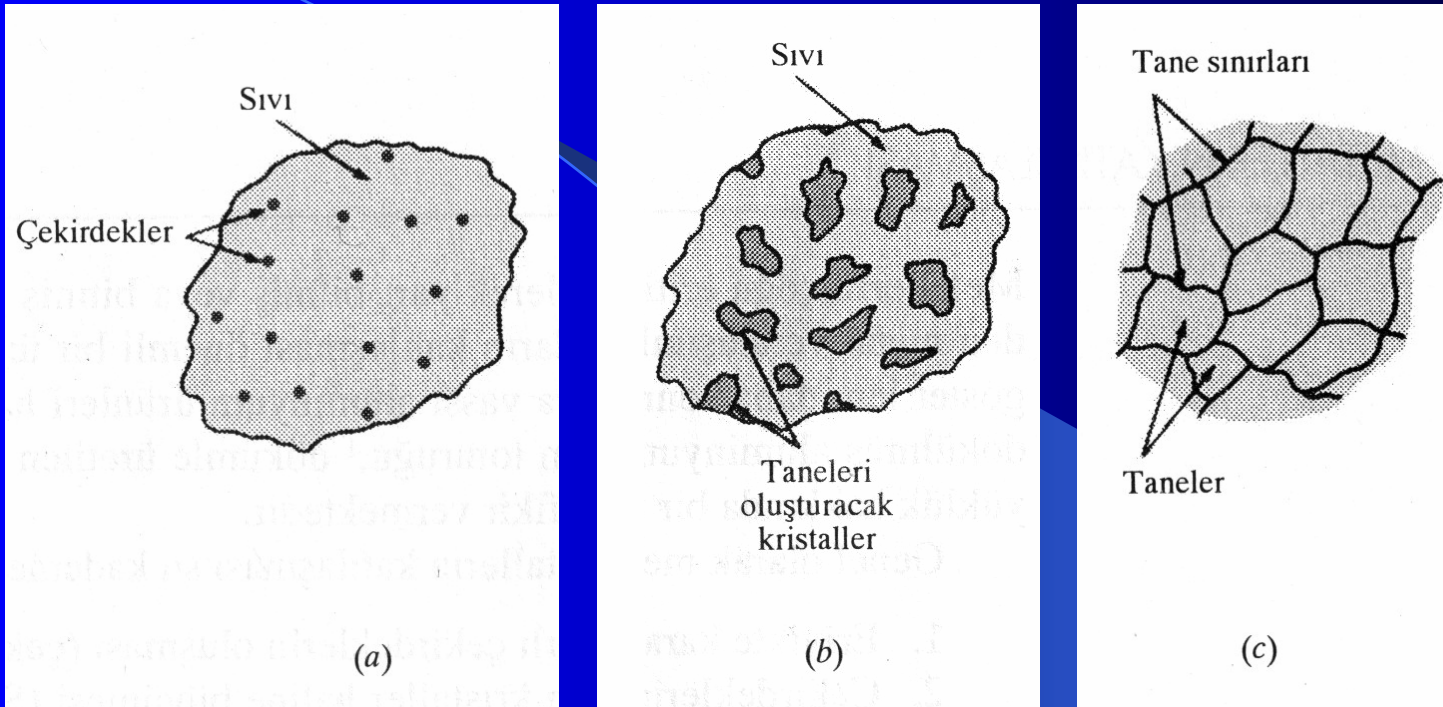 Sıvı
Çekirdekler
(a)
Sıvı
Taneleri
oluşturacak
kristaller
(b)
Tane sınırları
Taneler
(c)